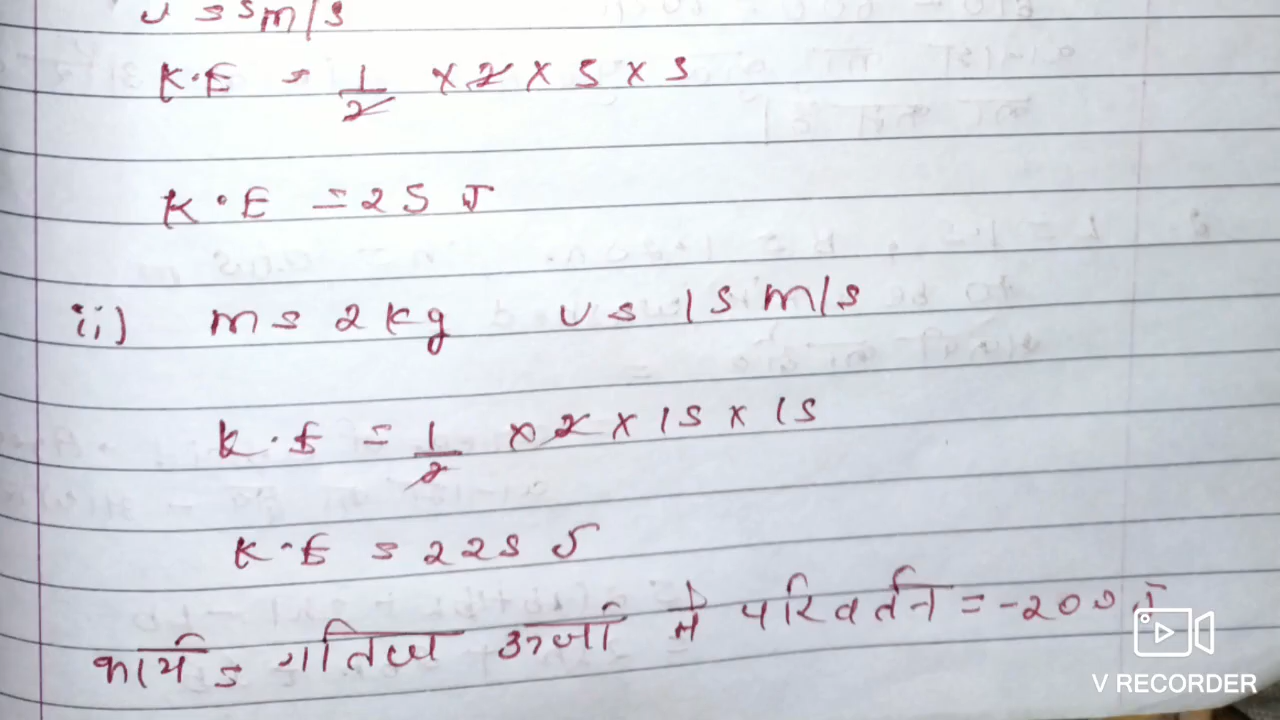 v = 5m/s
K.E = 1/2 × 2 × 5 × 5
K.E = 25 J
ii) m = 2 kg v = 15 m/s
K.E = 1/2 × 2 × 15 × 15
K.E = 225 J
कार्य = गतिज ऊर्जा में परिवर्तन = -200 J
V RECORDER